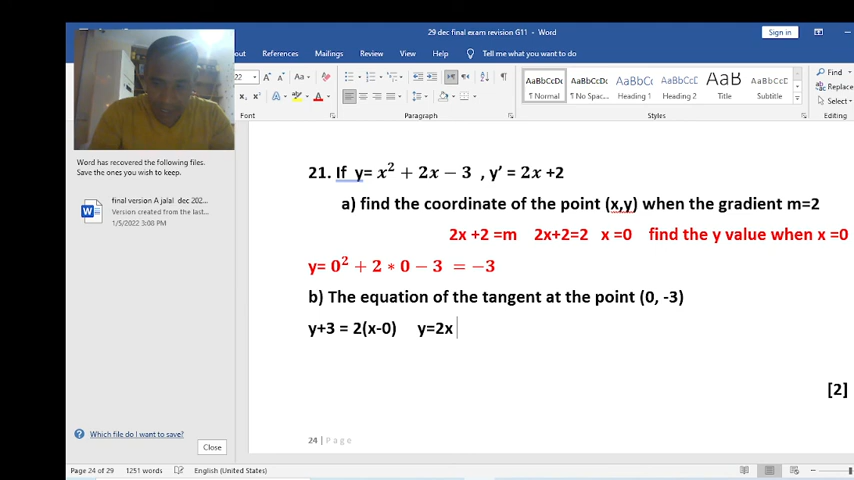 29 dec final exam revision G11 - Word
Sign in
References Mailings Review View Help Tell me what you want to do
22 Aa
AaBbCcDc AaBbCcDc AaBbC AaBbCcC AaB AaBbCcD
¶ Normal ¶ No Spac... Heading 1 Heading 2 Title Subtitle
Find
Replace
Select
Font Paragraph Styles Editing
Word has recovered the following files.
Save the ones you wish to keep.
final version A jalal dec 202...
Version created from the last...
1/5/2022 3:08 PM
21. If y= x² + 2x − 3 , y’ = 2x +2
a) find the coordinate of the point (x,y) when the gradient m=2
2x +2 =m 2x+2=2 x =0 find the y value when x =0
y= 0² + 2 ∗ 0 − 3 = −3
b) The equation of the tangent at the point (0, -3)
y+3 = 2(x-0) y=2x
[2]
Which file do I want to save?
Close
24 | Page
Page 24 of 29 1251 words English (United States)